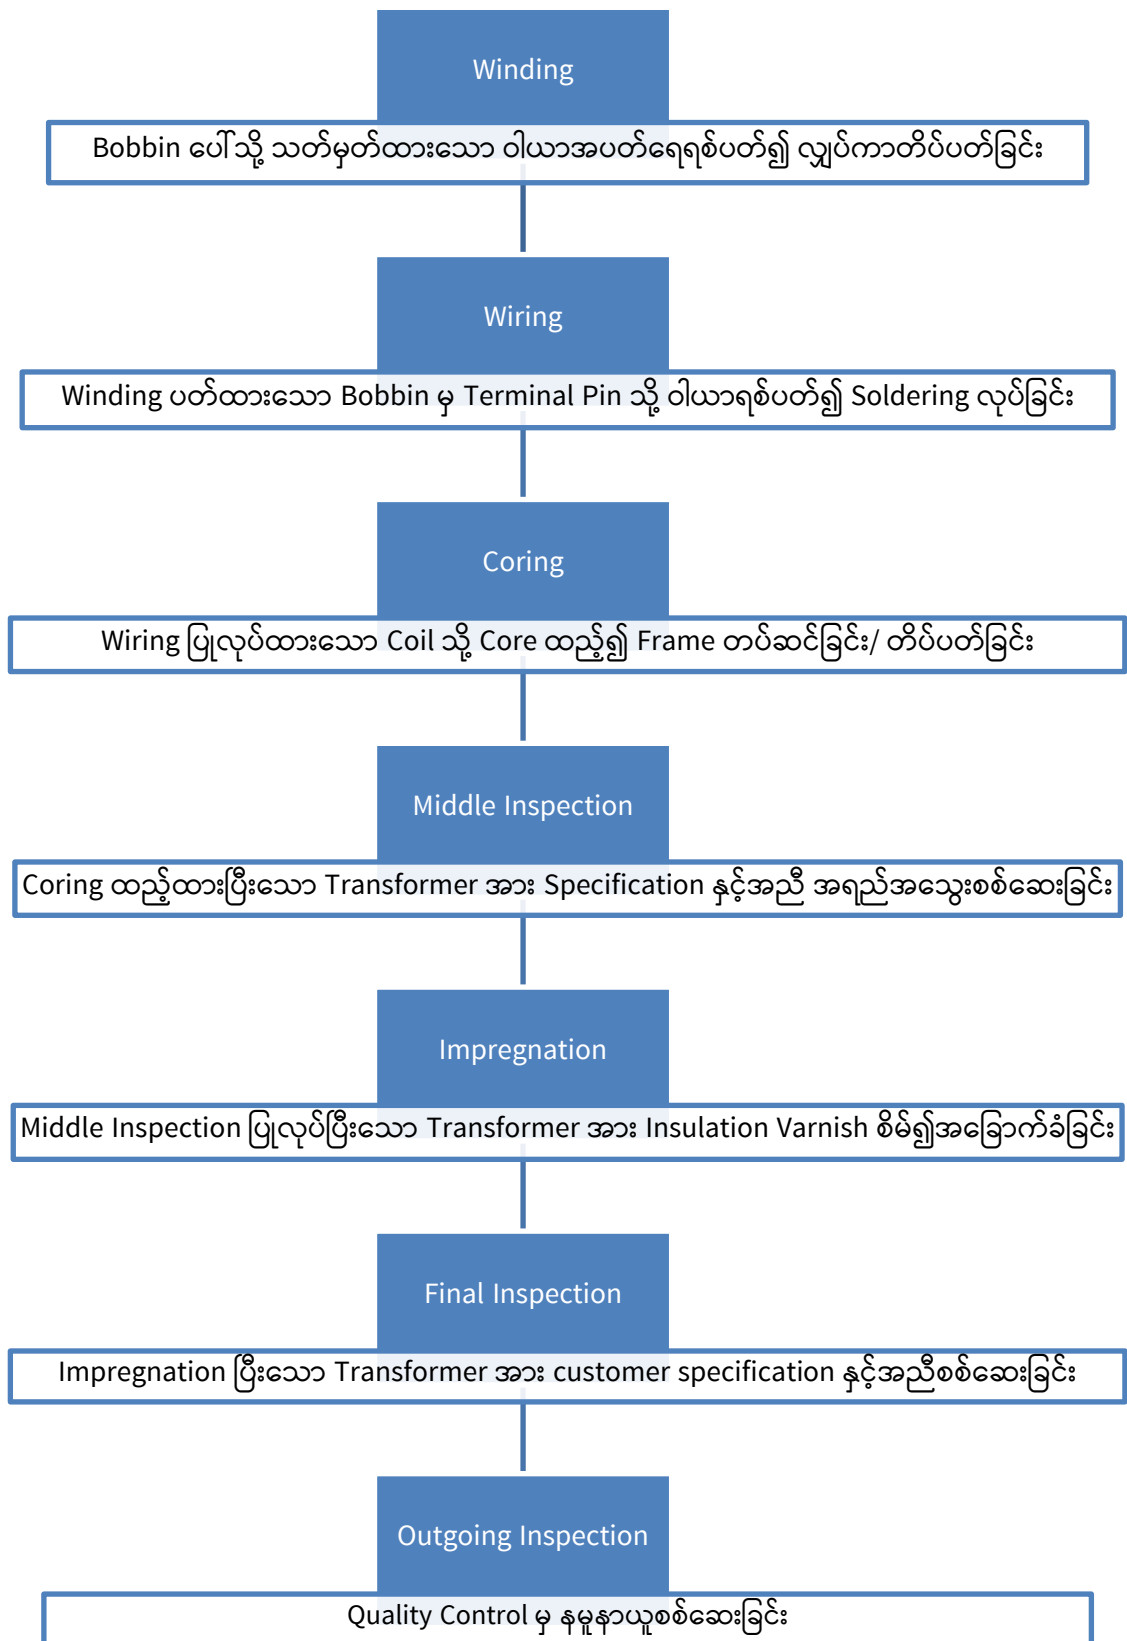 Winding
Bobbin ပေါ်သို့ သတ်မှတ်ထားသော ဝါယာအပတ်ရေရစ်ပတ်၍ လျှပ်ကာတိပ်ပတ်ခြင်း
Wiring
Winding ပတ်ထားသော Bobbin မှ Terminal Pin သို့ ဝါယာရစ်ပတ်၍ Soldering လုပ်ခြင်း
Coring
Wiring ပြုလုပ်ထားသော Coil သို့ Core ထည့်၍ Frame တပ်ဆင်ခြင်း/ တိပ်ပတ်ခြင်း
Middle Inspection
Coring ထည့်ထားပြီးသော Transformer အား Specification နှင့်အညီ အရည်အသွေးစစ်ဆေးခြင်း
Impregnation
Middle Inspection ပြုလုပ်ပြီးသော Transformer အား Insulation Varnish စိမ်၍အခြောက်ခံခြင်း
Final Inspection
Impregnation ပြီးသော Transformer အား customer specification နှင့်အညီစစ်ဆေးခြင်း
Outgoing Inspection
Quality Control မှ နမူနာယူစစ်ဆေးခြင်း